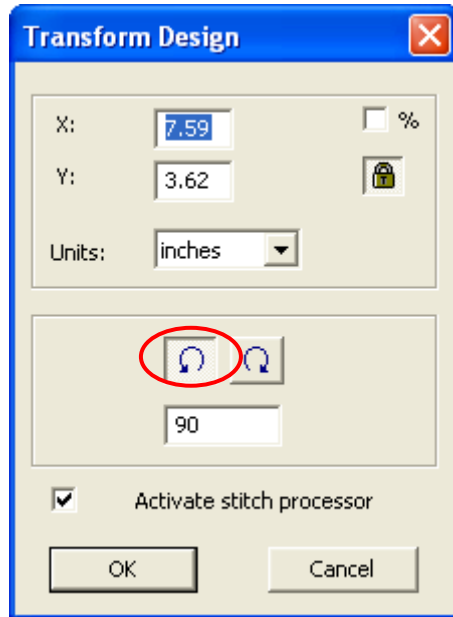 Transform Design
X: 7.59 %
Y: 3.62
Units: inches
90
Activate stitch processor
OK Cancel